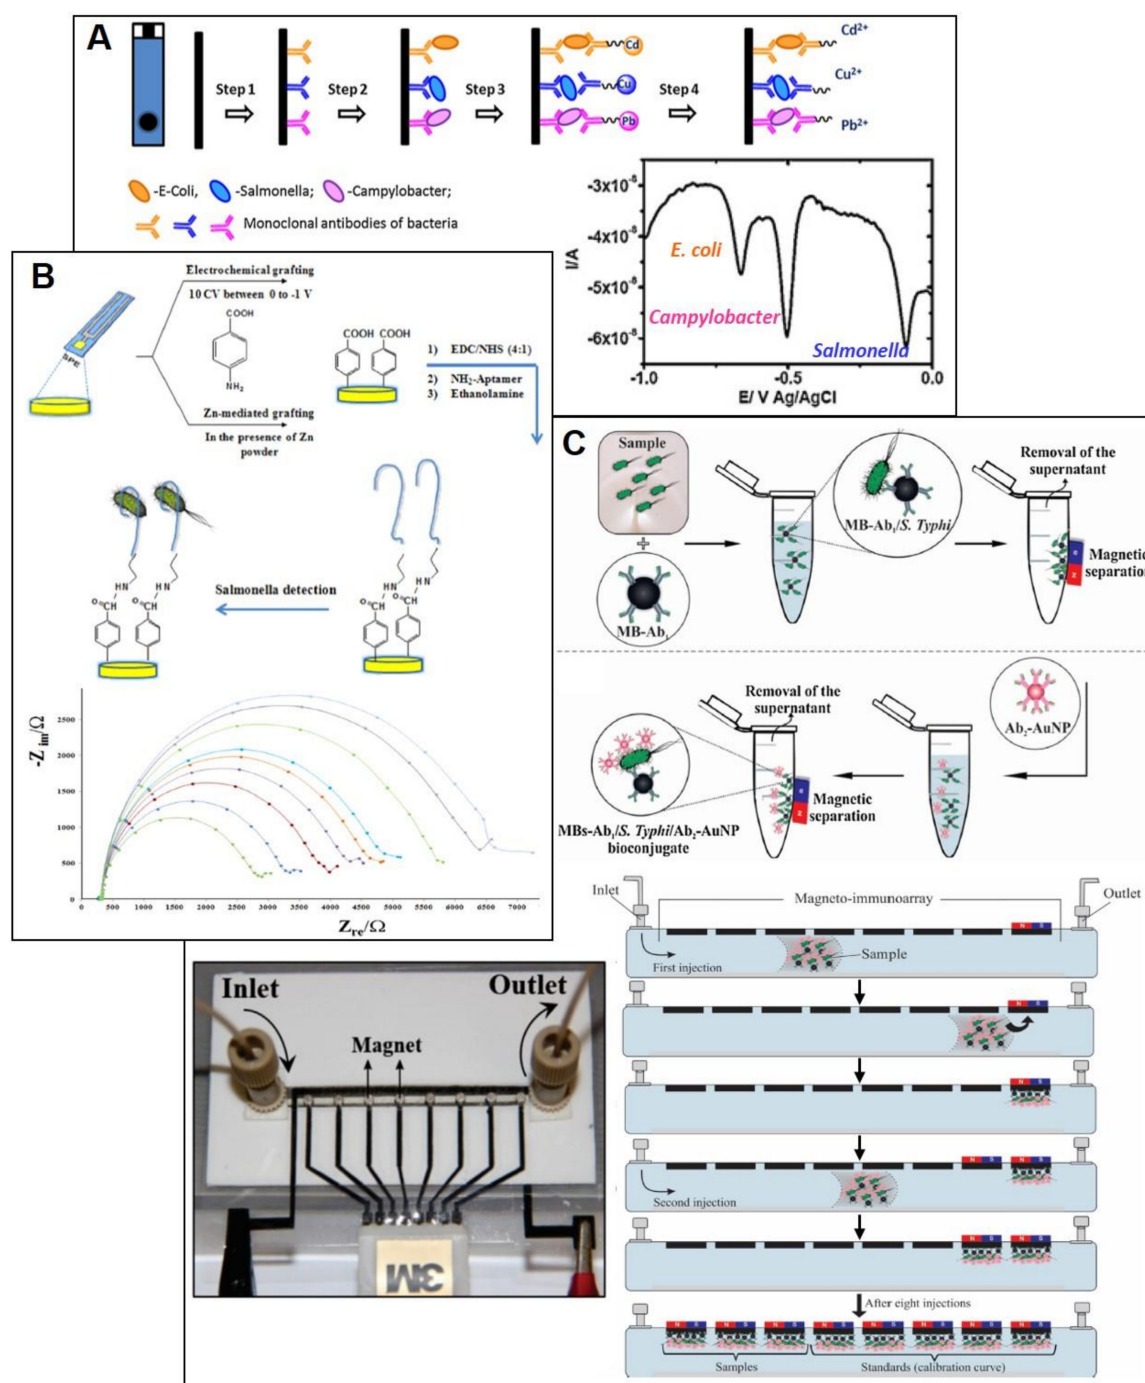 A
Step 1
Step 2
Step 3
Step 4
Cd
Cu
Pb
Cd²⁺
Cu²⁺
Pb²⁺
-E-Coli,
-Salmonella;
-Campylobacter;
Monoclonal antibodies of bacteria
-3x10⁻⁸
-4x10⁻⁸
-5x10⁻⁸
-6x10⁻⁸
I/A
E. coli
Campylobacter
Salmonella
-1.0
-0.5
0.0
E/ V Ag/AgCl
B
Electrochemical grafting
10 CV between 0 to -1 V
COOH
NH₂
SPE
Zn-mediated grafting
In the presence of Zn
powder
COOH COOH
1) EDC/NHS (4:1)
2) NH₂-Aptamer
3) Ethanolamine
HN
HN
O
CH
O
CH
Salmonella detection
HN
HN
O
CH
O
CH
-Z im/Ω
2500
2000
1500
1000
500
0
0 500 1000 1500 2000 2500 3000 3500 4000 4500 5000 5500 6000 6500 7000
Zre/Ω
C
Sample
+
MB-Ab₁
MB-Ab₁/S. Typhi
Removal of the
supernatant
Magnetic
separation
Ab₂-AuNP
Removal of the
supernatant
Magnetic
separation
MBs-Ab₁/S. Typhi/Ab₂-AuNP
bioconjugate
Inlet
Magneto-immunoarray
Outlet
N S
First injection
Sample
N S
N S
N S
N S
Second injection
N S
N S
After eight injections
N S
N S
N S
N S
N S
N S
N S
N S
Samples
Standards (calibration curve)
Inlet
Outlet
Magnet
3M